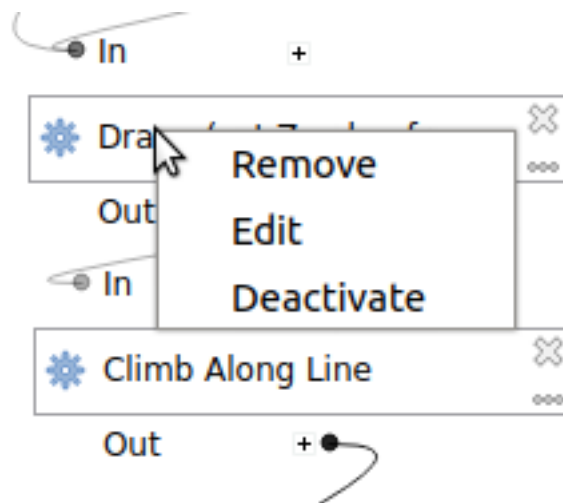 In
Remove
Out
Edit
In
Deactivate
Climb Along Line
Out